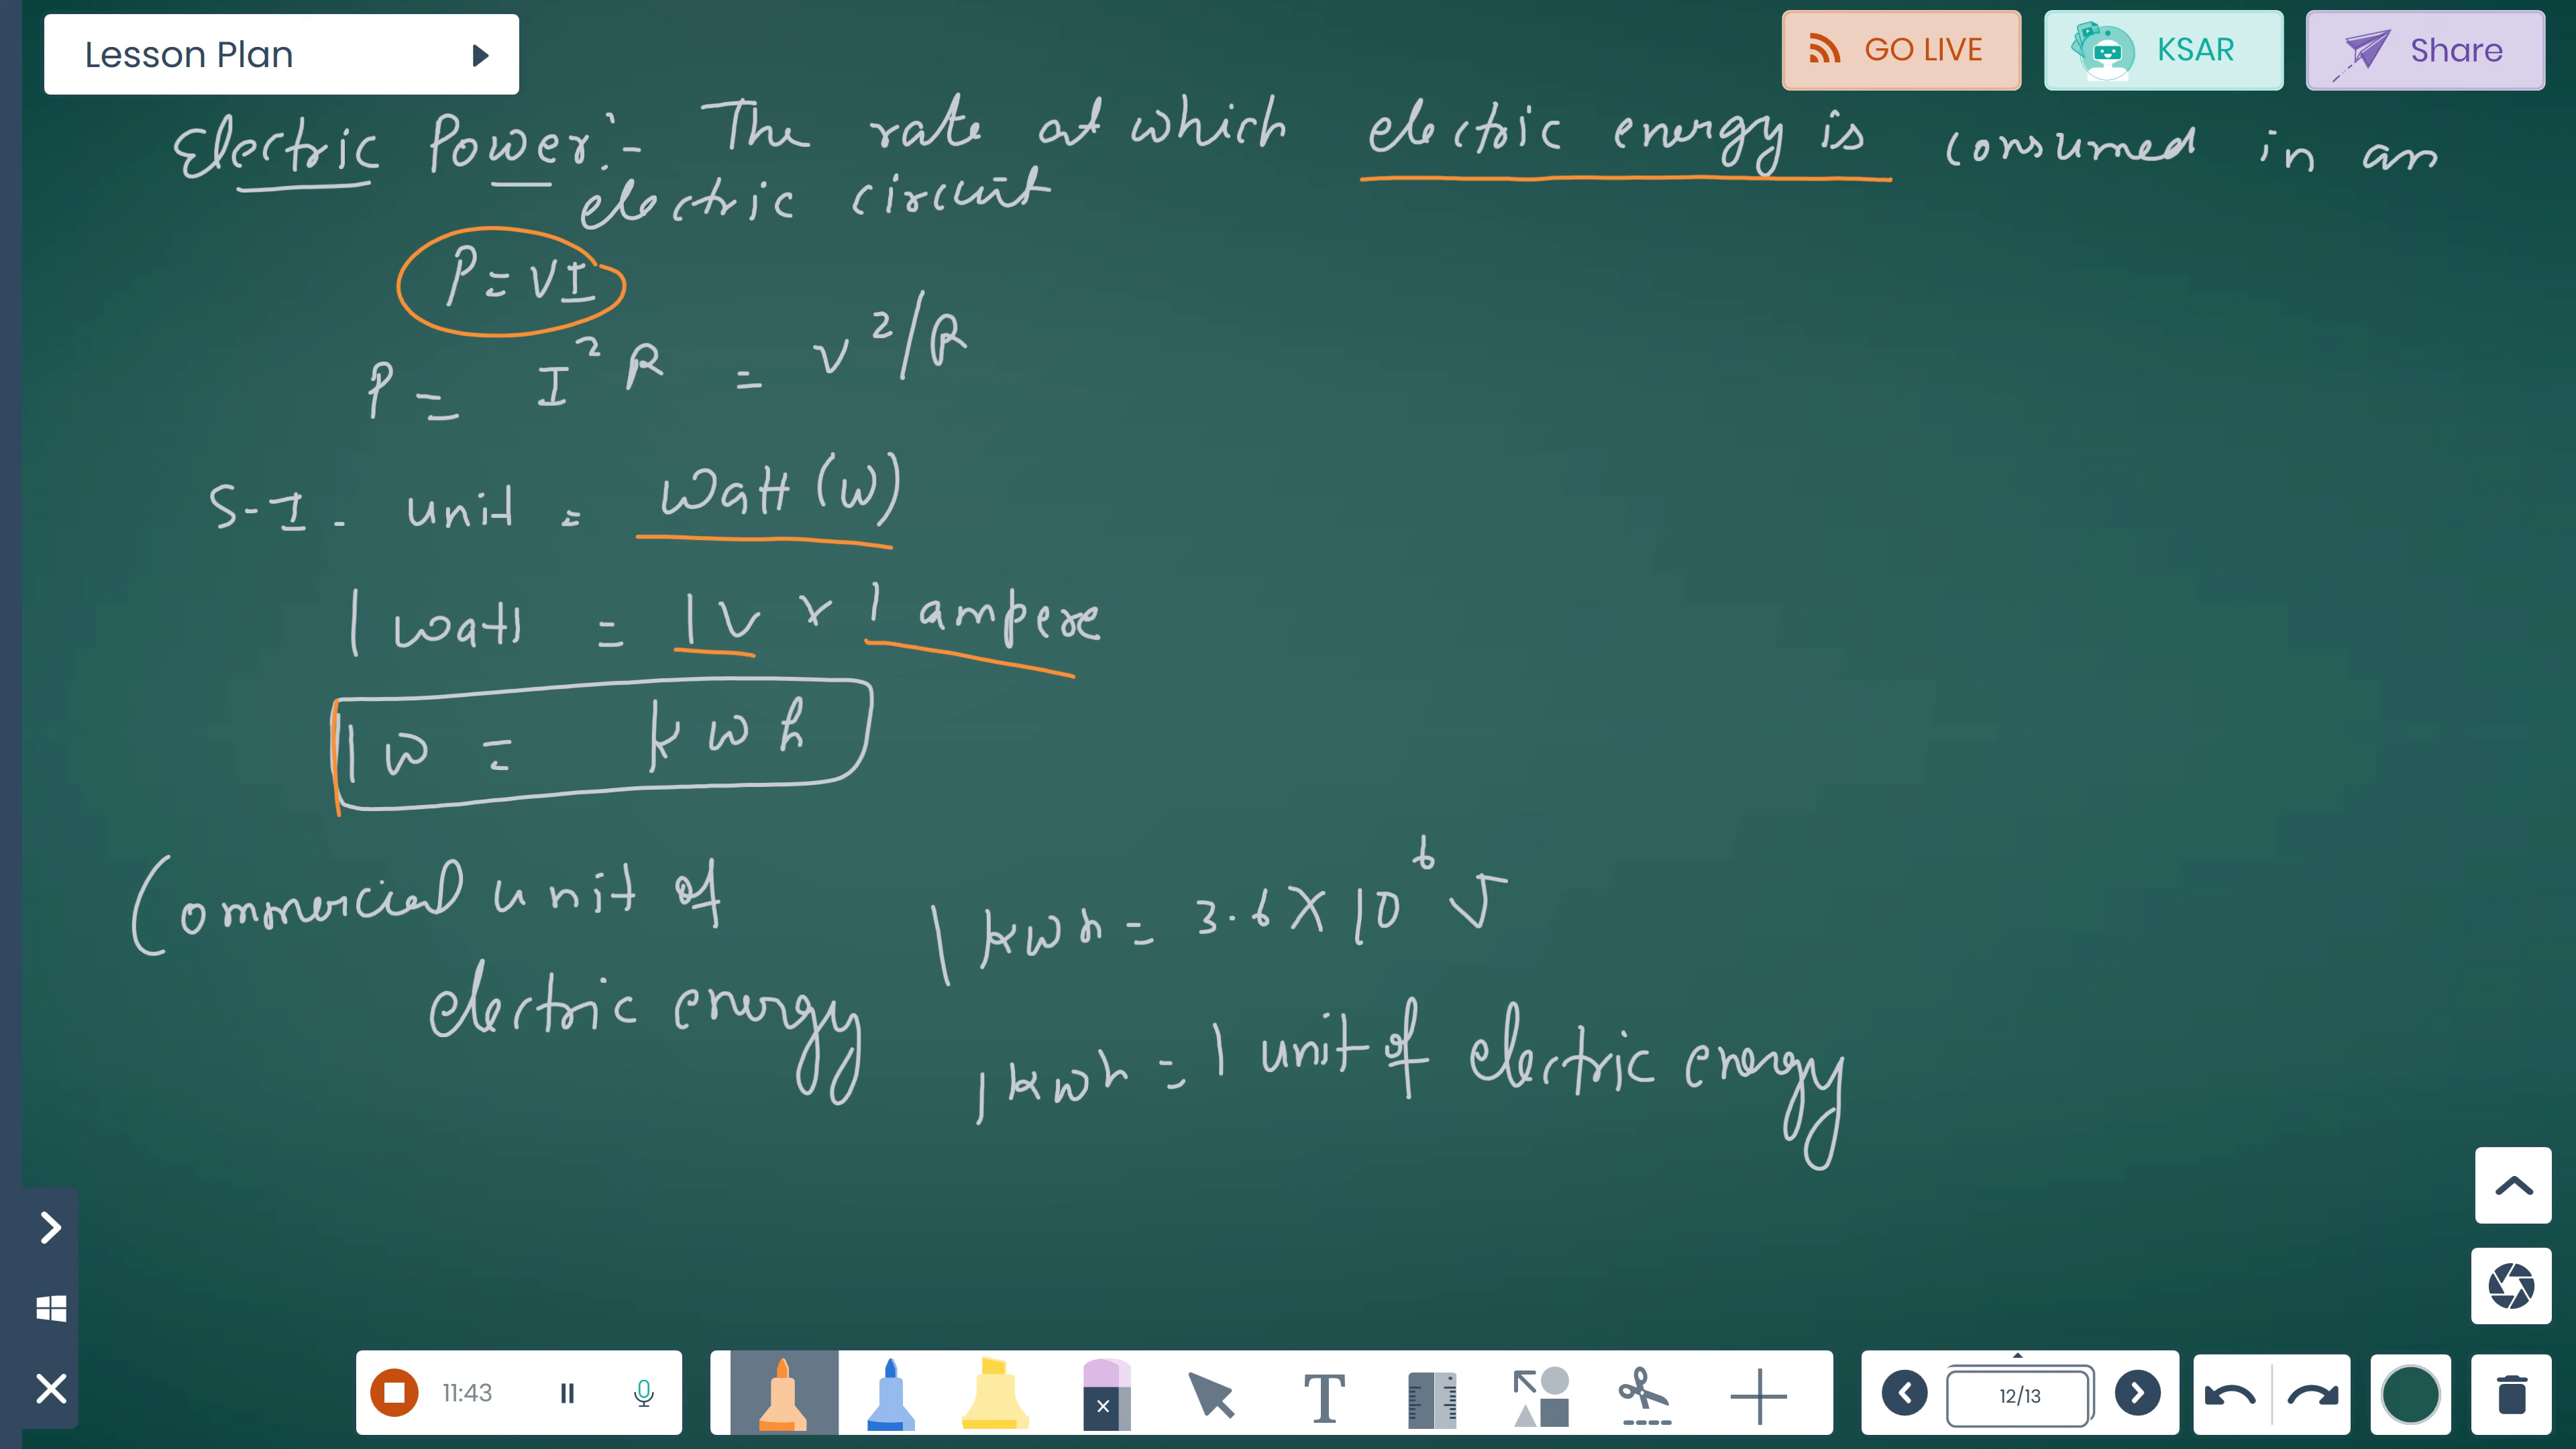 Lesson Plan
GO LIVE
KSAR
Share
Electric Power:- The rate at which electric energy is consumed in an
electric circuit
P = VI
P = I² R = V²/R
S-I- unit = Watt (W)
1 watt = 1V × 1 ampere
1 W = kwh
Commercial unit of
electric energy
1 kwh = 3.6 X 10⁶ J
1 kwh = 1 unit of electric energy
11:43
T
12/13